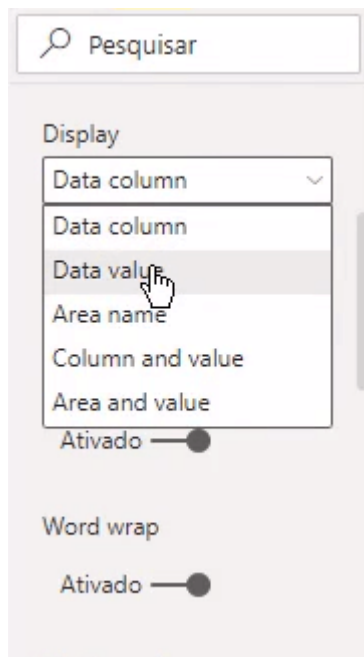 Pesquisar
Display
Data column
Data column
Data value
Area name
Column and value
Area and value
Ativado
Word wrap
Ativado